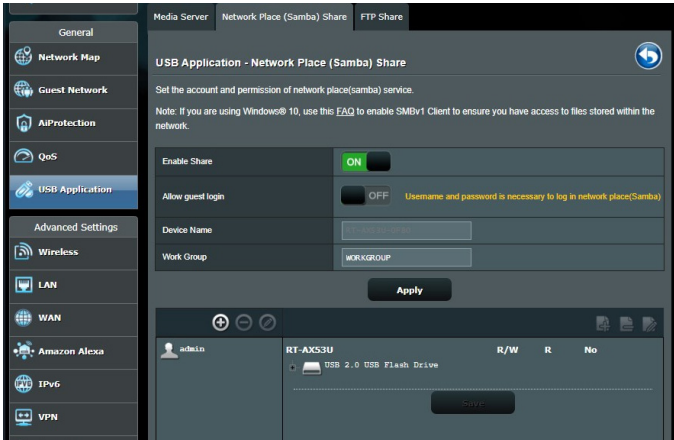 Media Server
Network Place (Samba) Share
FTP Share
General
Network Map
Guest Network
AiProtection
QoS
USB Application
Advanced Settings
Wireless
LAN
WAN
Amazon Alexa
IPv6
VPN
USB Application - Network Place (Samba) Share
Set the account and permission of network place(samba) service.
Note: If you are using Windows® 10, use this FAQ to enable SMBv1 Client to ensure you have access to files stored within the
network.
Enable Share
ON
Allow guest login
OFF
Username and password is necessary to log in network place(Samba)
Device Name
Work Group
WORKGROUP
Apply
admin
RT-AX53U
R/W
R
No
USB 2.0 USB Flash Drive
Save